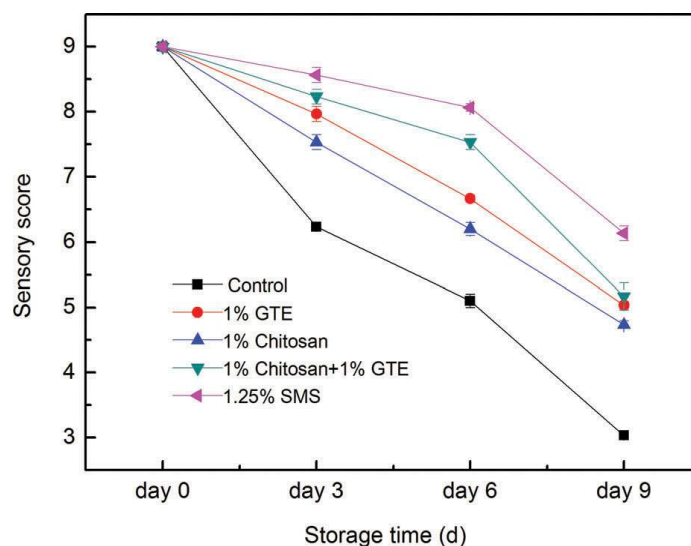 9
8
7
6
5
4
3
Sensory score
Control
1% GTE
1% Chitosan
1% Chitosan+1% GTE
1.25% SMS
day 0 day 3 day 6 day 9
Storage time (d)